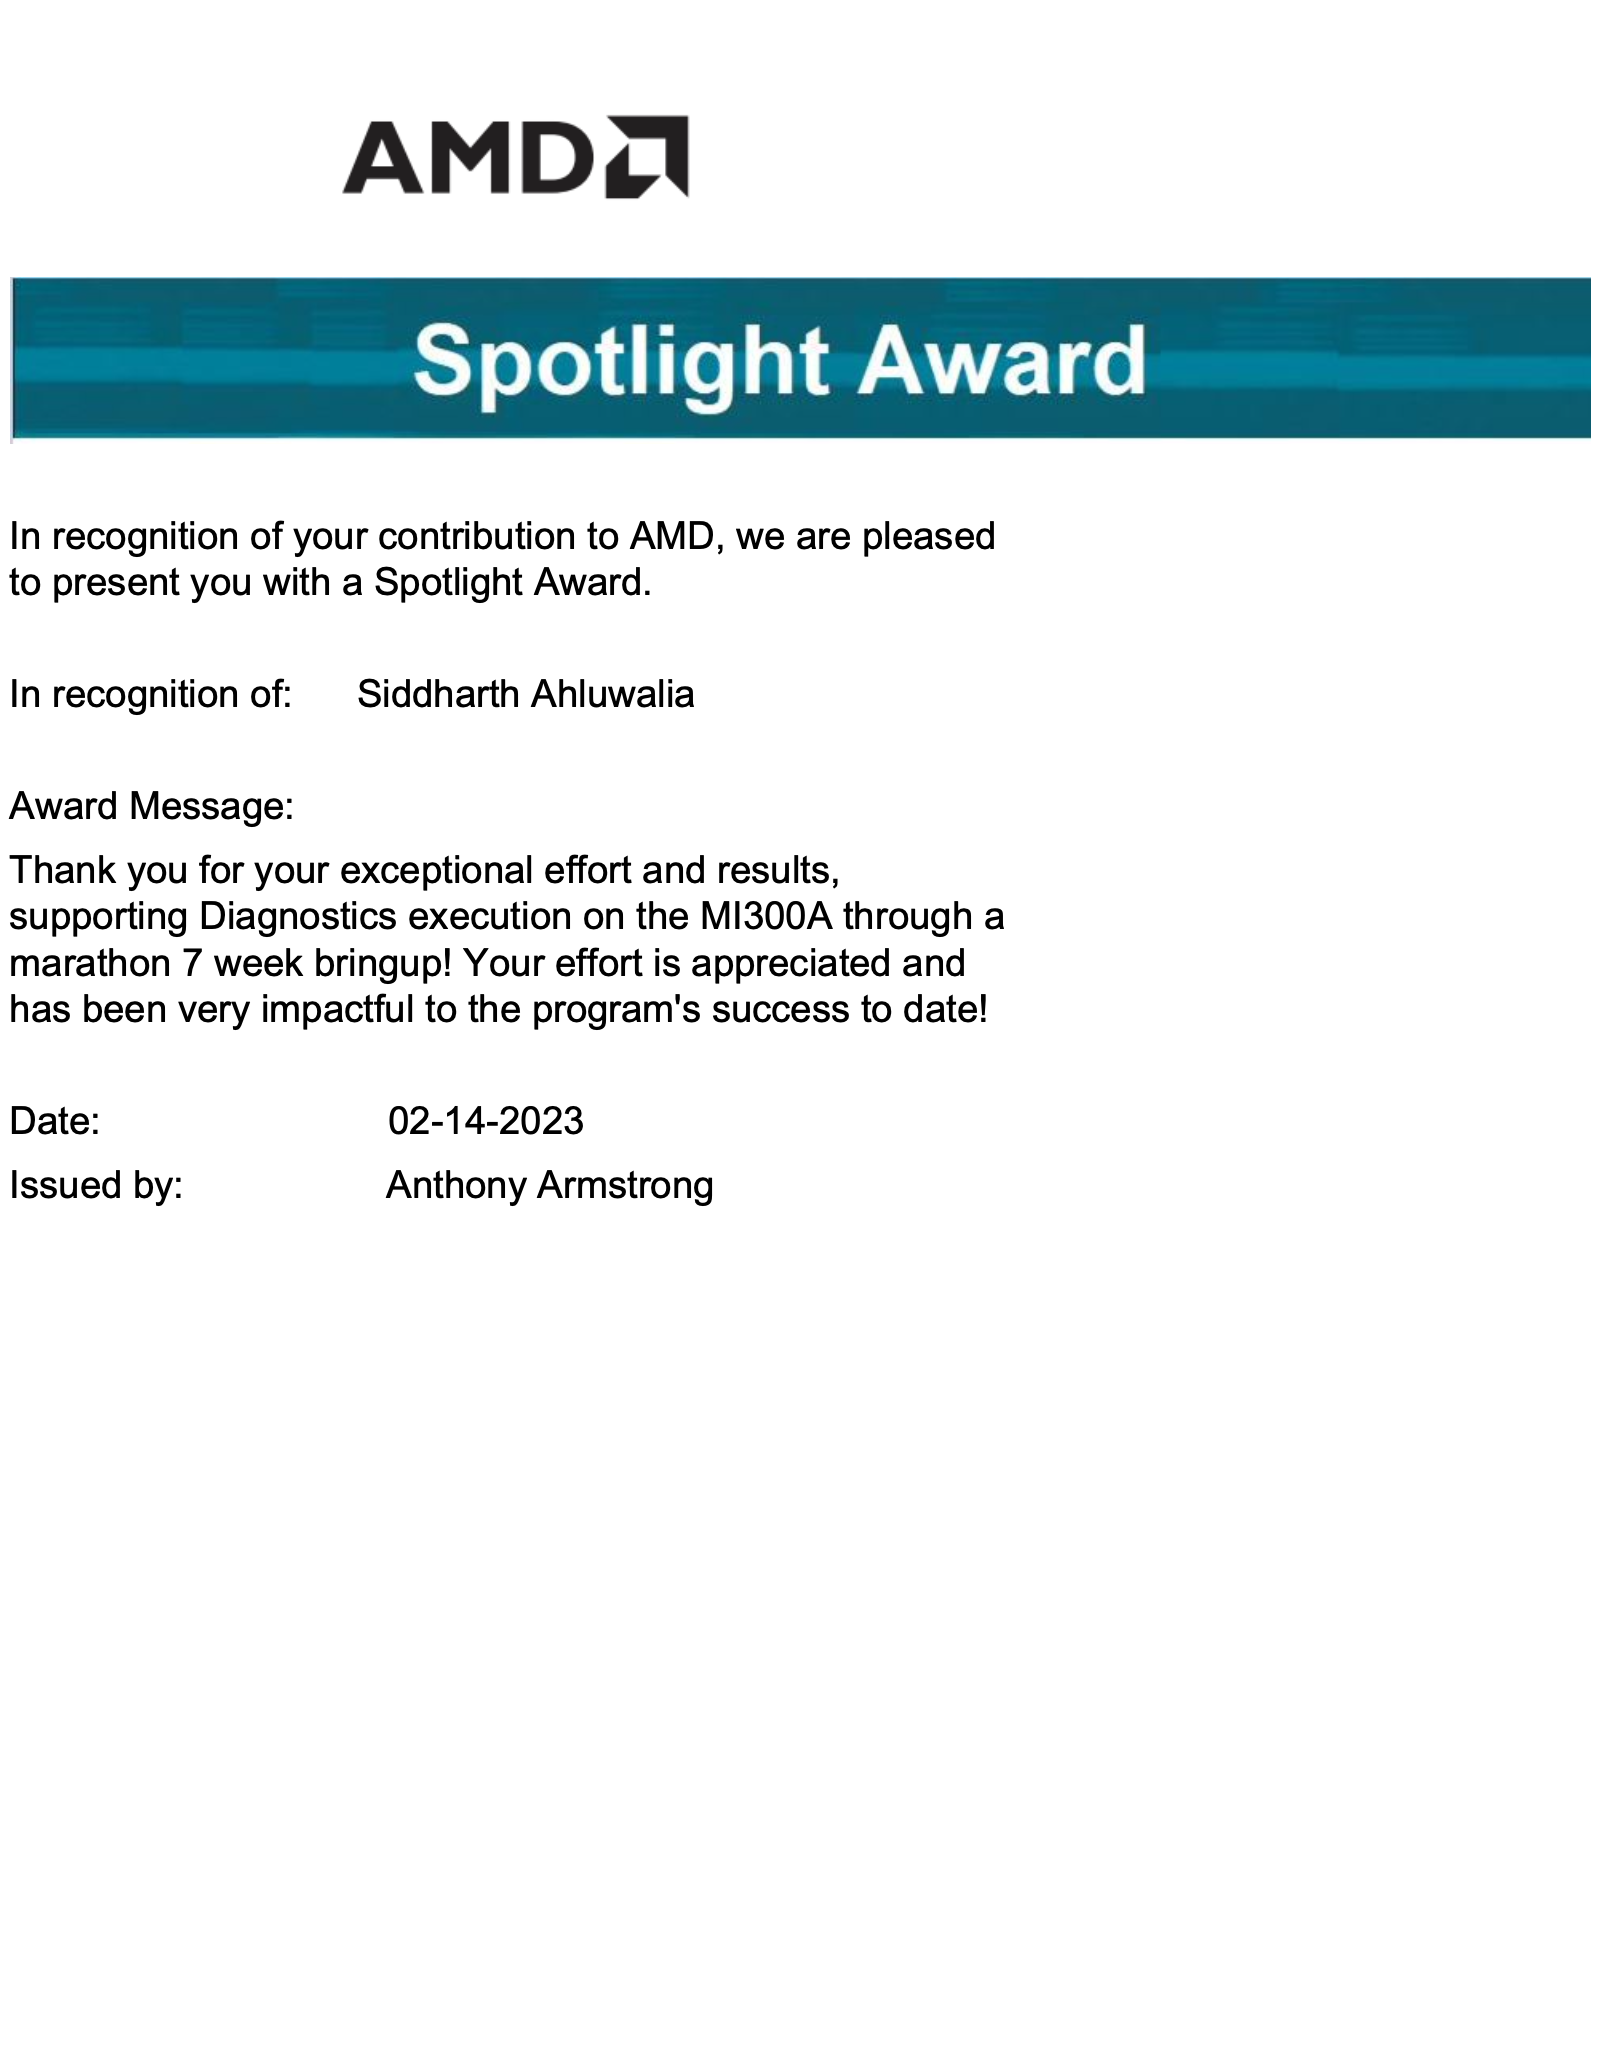 AMD
Spotlight Award
In recognition of your contribution to AMD, we are pleased
to present you with a Spotlight Award.
In recognition of: Siddharth Ahluwalia
Award Message:
Thank you for your exceptional effort and results,
supporting Diagnostics execution on the MI300A through a
marathon 7 week bringup! Your effort is appreciated and
has been very impactful to the program's success to date!
Date: 02-14-2023
Issued by: Anthony Armstrong